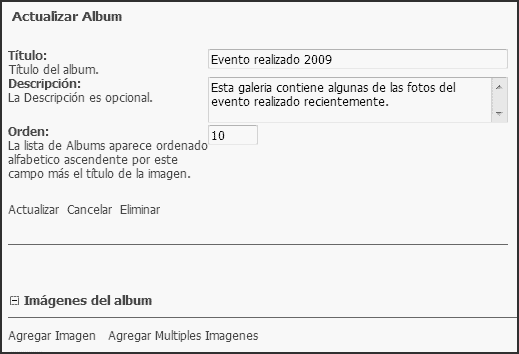 Actualizar Album
Título:
Título del album.
Evento realizado 2009
Descripción:
La Descripción es opcional.
Esta galeria contiene algunas de las fotos del
evento realizado recientemente.
Orden:
La lista de Albums aparece ordenado
alfabetico ascendente por este
campo más el título de la imagen.
10
Actualizar Cancelar Eliminar
Imágenes del album
Agregar Imagen Agregar Multiples Imagenes